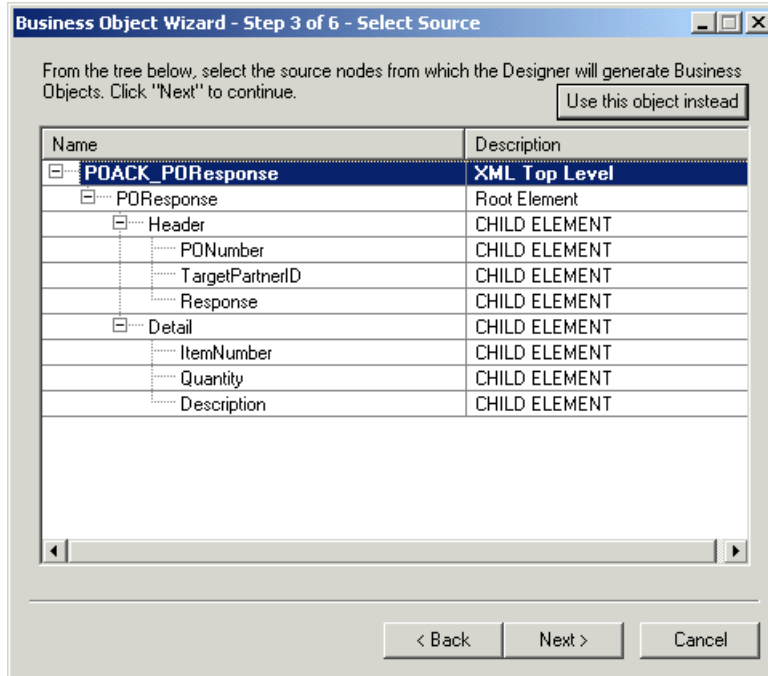 Business Object Wizard - Step 3 of 6 - Select Source
From the tree below, select the source nodes from which the Designer will generate Business
Objects. Click "Next" to continue.
Use this object instead
Name Description
POACK_POResponse XML Top Level
POResponse Root Element
Header CHILD ELEMENT
PONumber CHILD ELEMENT
TargetPartnerID CHILD ELEMENT
Response CHILD ELEMENT
Detail CHILD ELEMENT
ItemNumber CHILD ELEMENT
Quantity CHILD ELEMENT
Description CHILD ELEMENT
< Back Next > Cancel